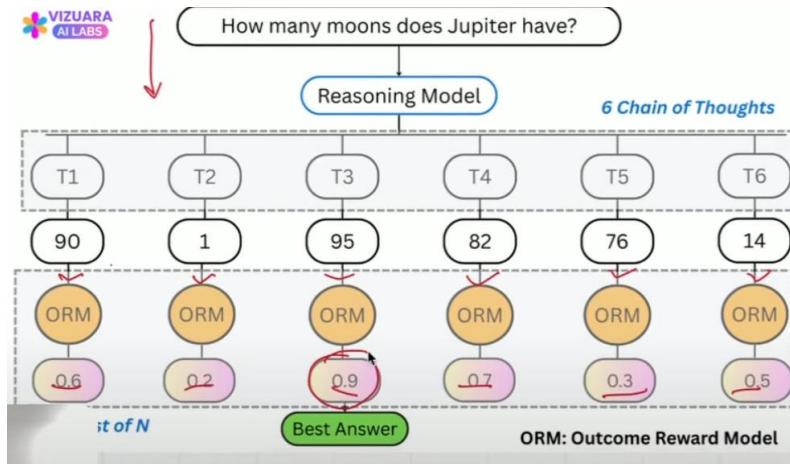 VIZUARA
AI LABS
How many moons does Jupiter have?
Reasoning Model
6 Chain of Thoughts
T1 T2 T3 T4 T5 T6
90 1 95 82 76 14
ORM ORM ORM ORM ORM ORM
0.6 0.2 0.9 0.7 0.3 0.5
st of N
Best Answer
ORM: Outcome Reward Model